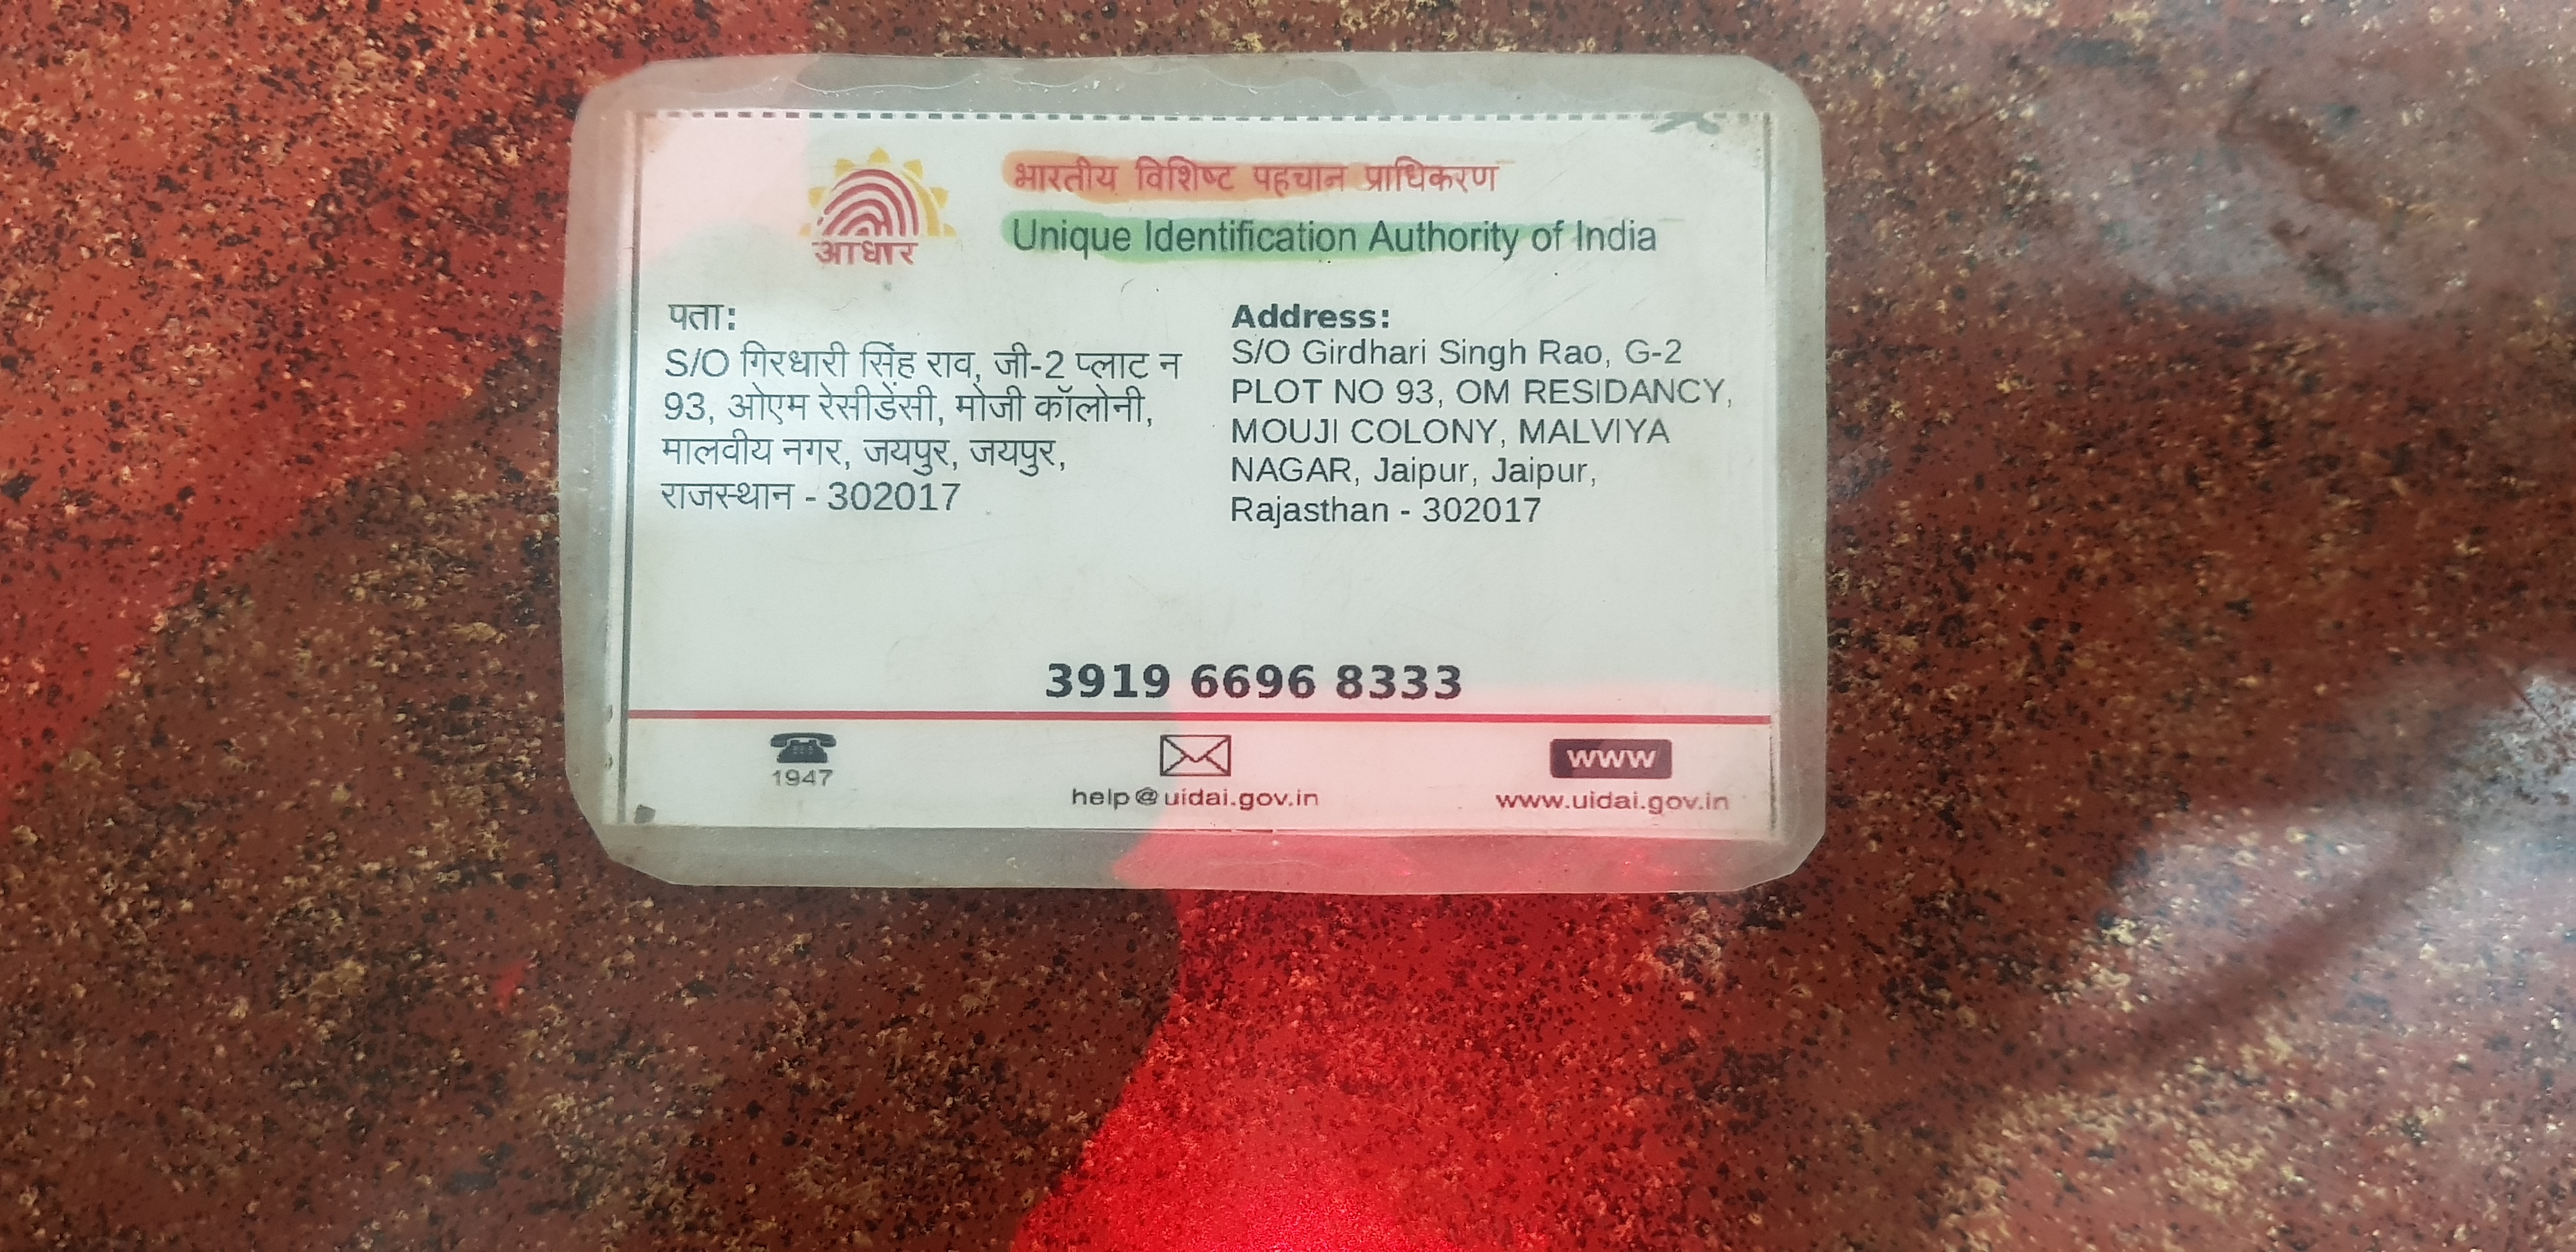 भारतीय विशिष्ट पहचान प्राधिकरण
Unique Identification Authority of India
आधार
पता:
S/O गिरधारी सिंह राव, जी-2 प्लाट न
93, ओएम रेसीडेंसी, मोजी कॉलोनी,
मालवीय नगर, जयपुर, जयपुर,
राजस्थान - 302017
Address:
S/O Girdhari Singh Rao, G-2
PLOT NO 93, OM RESIDANCY,
MOUJI COLONY, MALVIYA
NAGAR, Jaipur, Jaipur,
Rajasthan - 302017
3919 6696 8333
1947
help@uidai.gov.in
www
www.uidai.gov.in